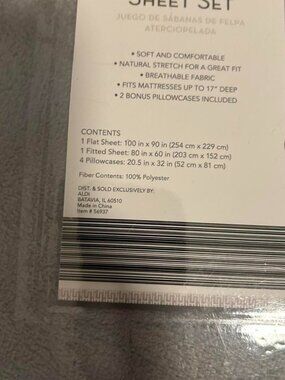 SHEET SET
JUEGO DE SÁBANAS DE FELPA
ATERCIOPELADA
• SOFT AND COMFORTABLE
• NATURAL STRETCH FOR A GREAT FIT
• BREATHABLE FABRIC
• FITS MATTRESSES UP TO 17" DEEP
• 2 BONUS PILLOWCASES INCLUDED
CONTENTS
1 Flat Sheet: 100 in x 90 in (254 cm x 229 cm)
1 Fitted Sheet: 80 in x 60 in (203 cm x 152 cm)
4 Pillowcases: 20.5 in x 32 in (52 cm x 81 cm)
Fiber Contents: 100% Polyester
DIST. & SOLD EXCLUSIVELY BY:
ALDI
BATAVIA, IL 60510
Made in China
Item # 56937